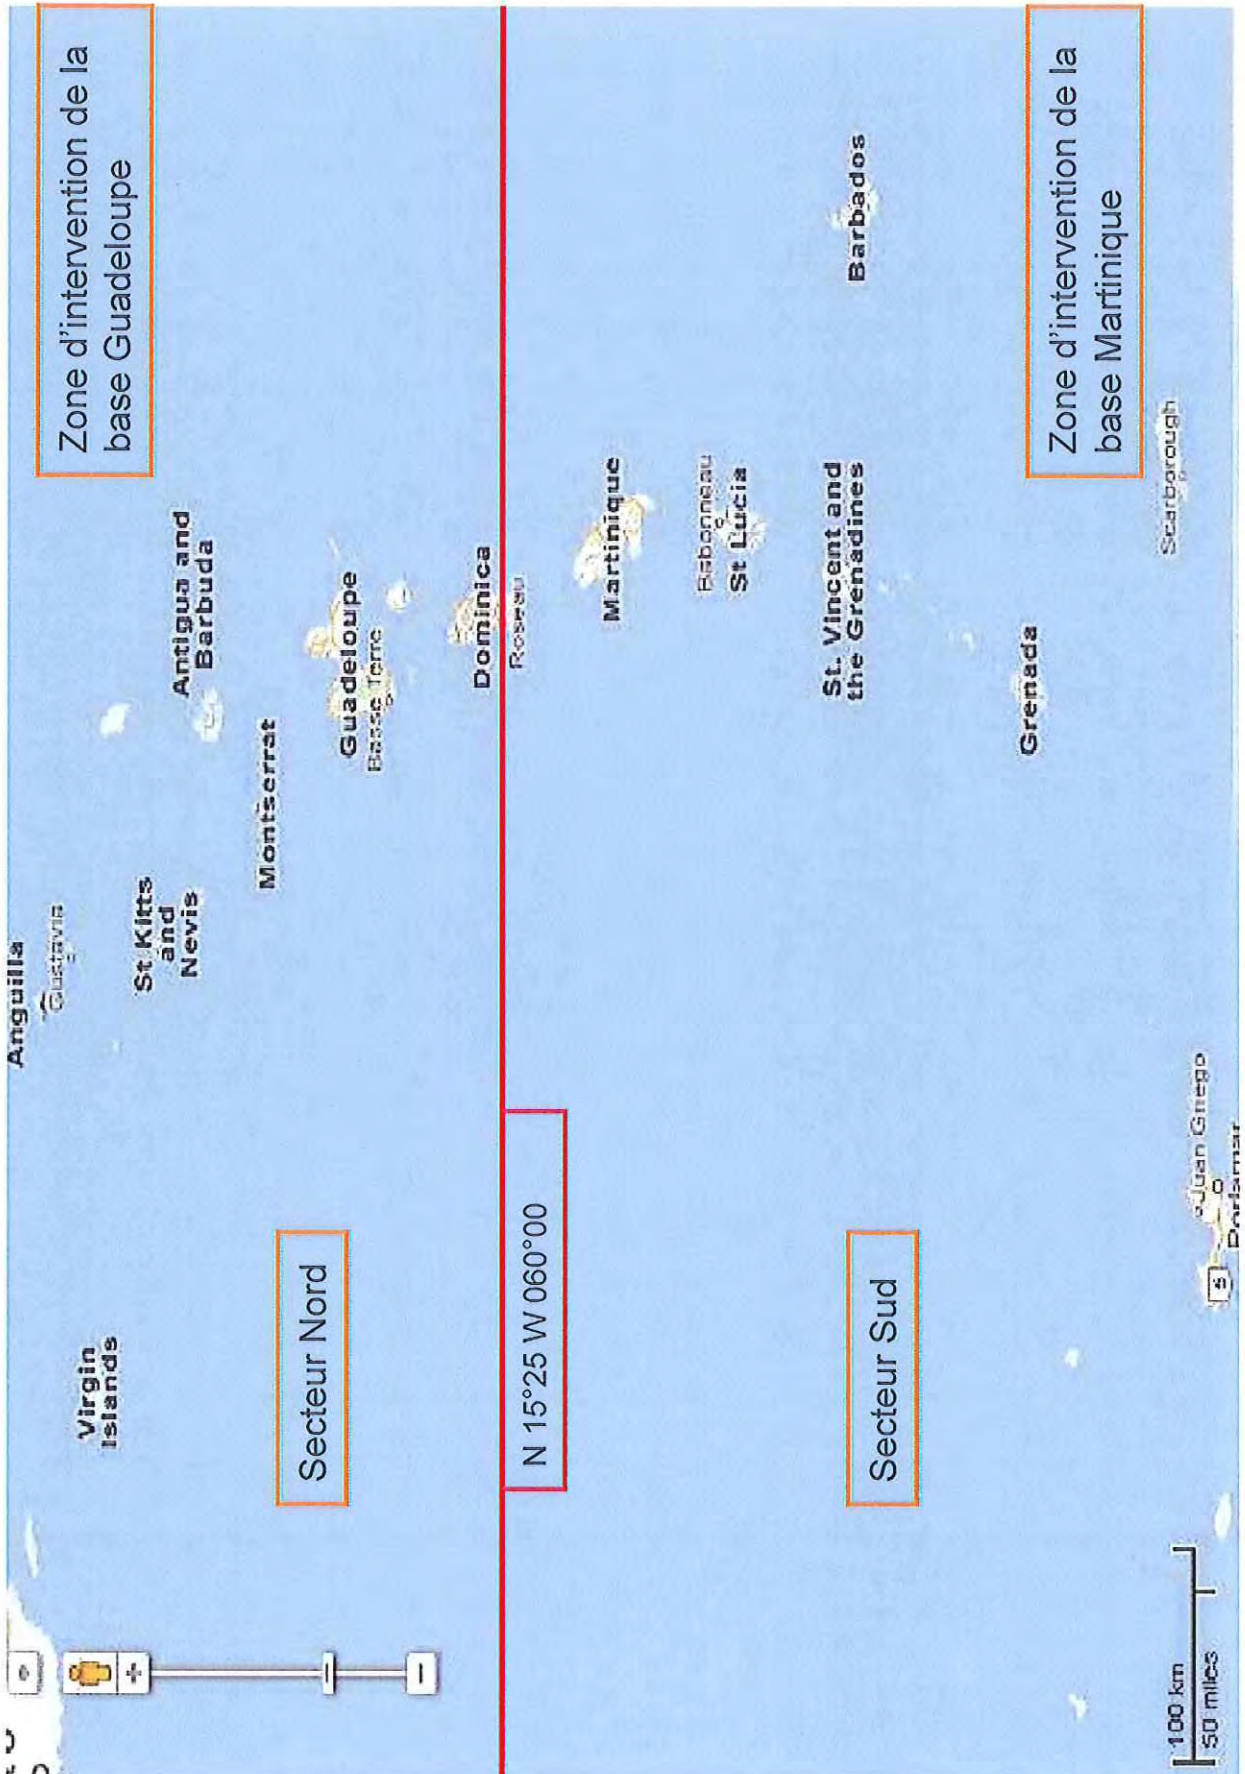 Anguilla
Gustavia
Zone d'intervention de la
base Guadeloupe
Virgin
Islands
St Kitts
and
Nevis
Antigua and
Barbuda
Montserrat
Secteur Nord
Guadeloupe
Basse Terre
Dominica
Roseau
N 15°25 W 060°00
Martinique
Babonneau
St Lucia
St. Vincent and
the Grenadines
Barbados
Secteur Sud
Grenada
Zone d'intervention de la
base Martinique
Scarborough
100 km
50 miles
Juan Griego
5
Porlamar